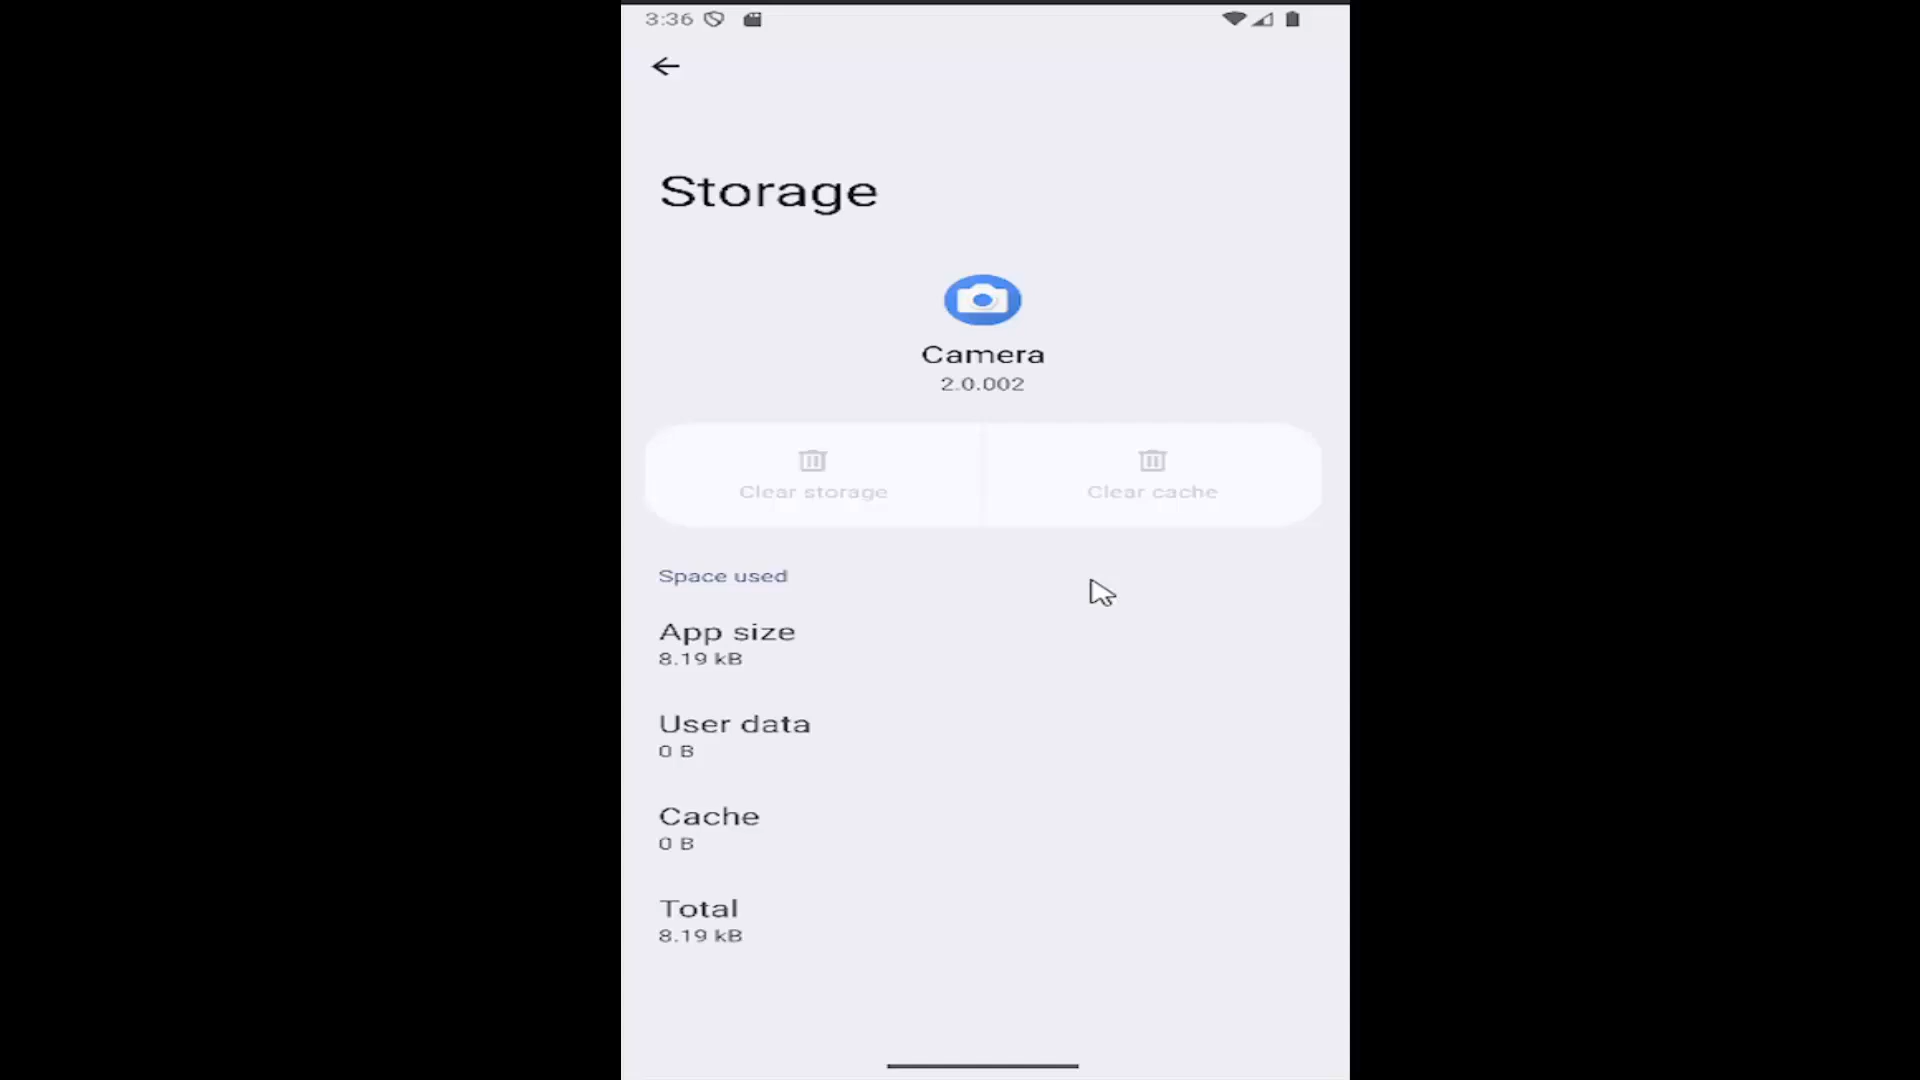 3:36
Storage
Camera
2.0.002
Clear storage
Clear cache
Space used
App size
8.19 kB
User data
0 B
Cache
0 B
Total
8.19 kB